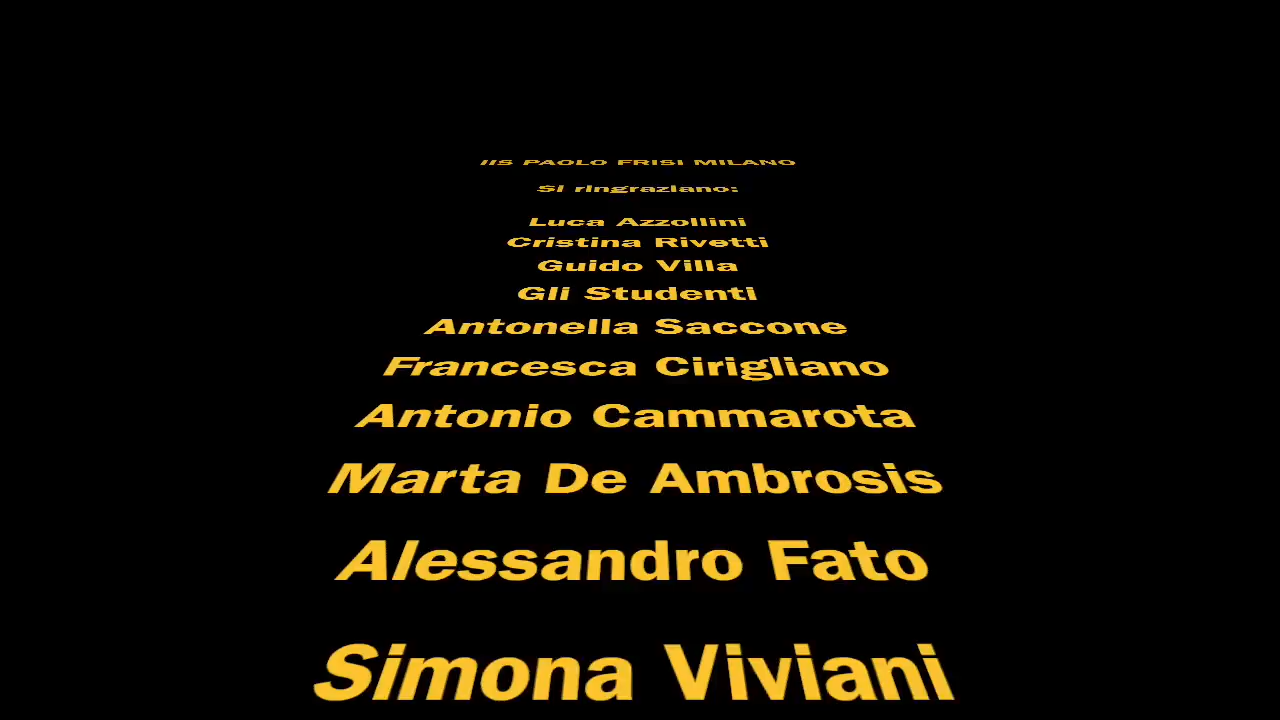 IIS PAOLO FRISI MILANO
Si ringraziano:
Luca Azzollini
Cristina Rivetti
Guido Villa
Gli Studenti
Antonella Saccone
Francesca Cirigliano
Antonio Cammarota
Marta De Ambrosis
Alessandro Fato
Simona Viviani